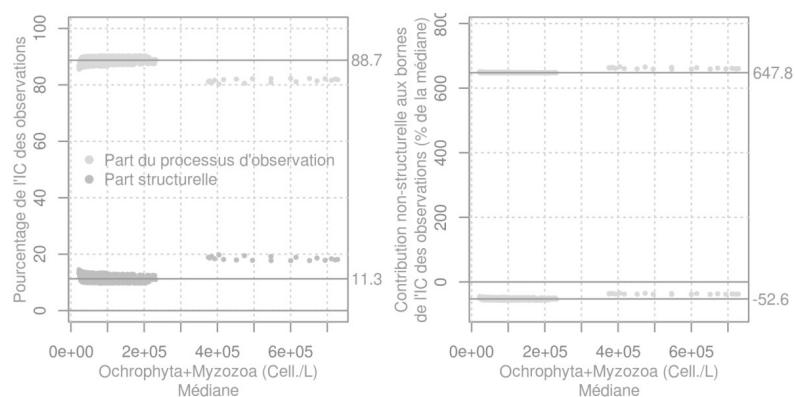 Pourcentage de l'IC des observations
100
80
60
40
20
0
88.7
11.3
Part du processus d'observation
Part structurelle
0e+00 2e+05 4e+05 6e+05
Ochrophyta+Myzozoa (Cell./L)
Médiane
Contribution non-structurelle aux bornes
de l'IC des observations (% de la médiane)
800
600
400
200
0
647.8
-52.6
0e+00 2e+05 4e+05 6e+05
Ochrophyta+Myzozoa (Cell./L)
Médiane